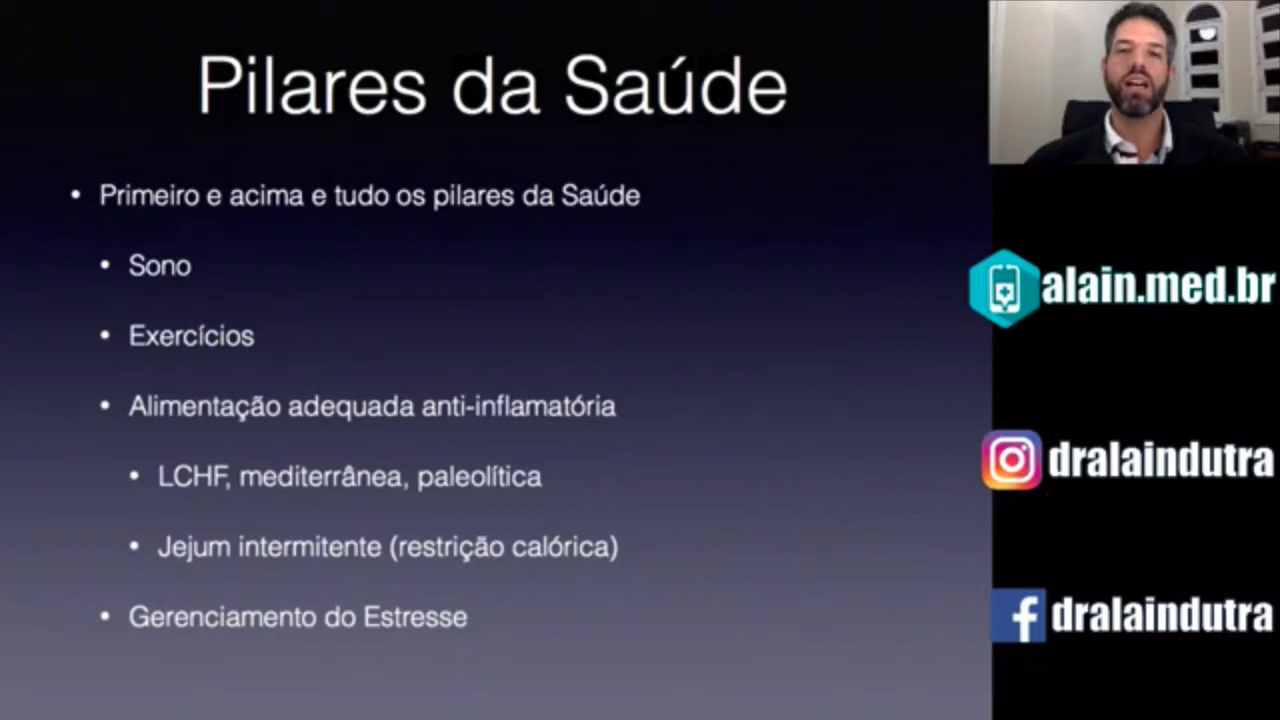 Pilares da Saúde
• Primeiro e acima e tudo os pilares da Saúde
• Sono
• Exercícios
• Alimentação adequada anti-inflamatória
• LCHF, mediterrânea, paleolítica
• Jejum intermitente (restrição calórica)
• Gerenciamento do Estresse
alain.med.br
dralaindutra
dralaindutra